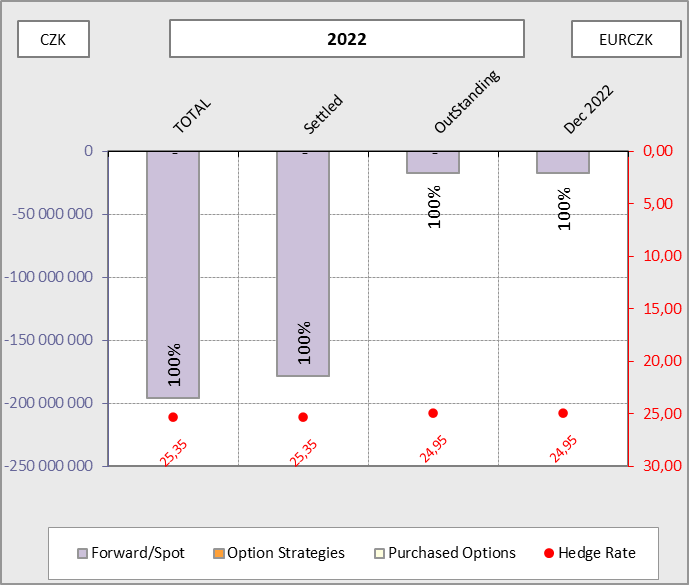 CZK
2022
EURCZK
TOTAL
Settled
OutStanding
Dec 2022
0
-50 000 000
-100 000 000
-150 000 000
-200 000 000
-250 000 000
0,00
5,00
10,00
15,00
20,00
25,00
30,00
100%
100%
100%
100%
25,35
25,35
24,95
24,95
Forward/Spot
Option Strategies
Purchased Options
Hedge Rate